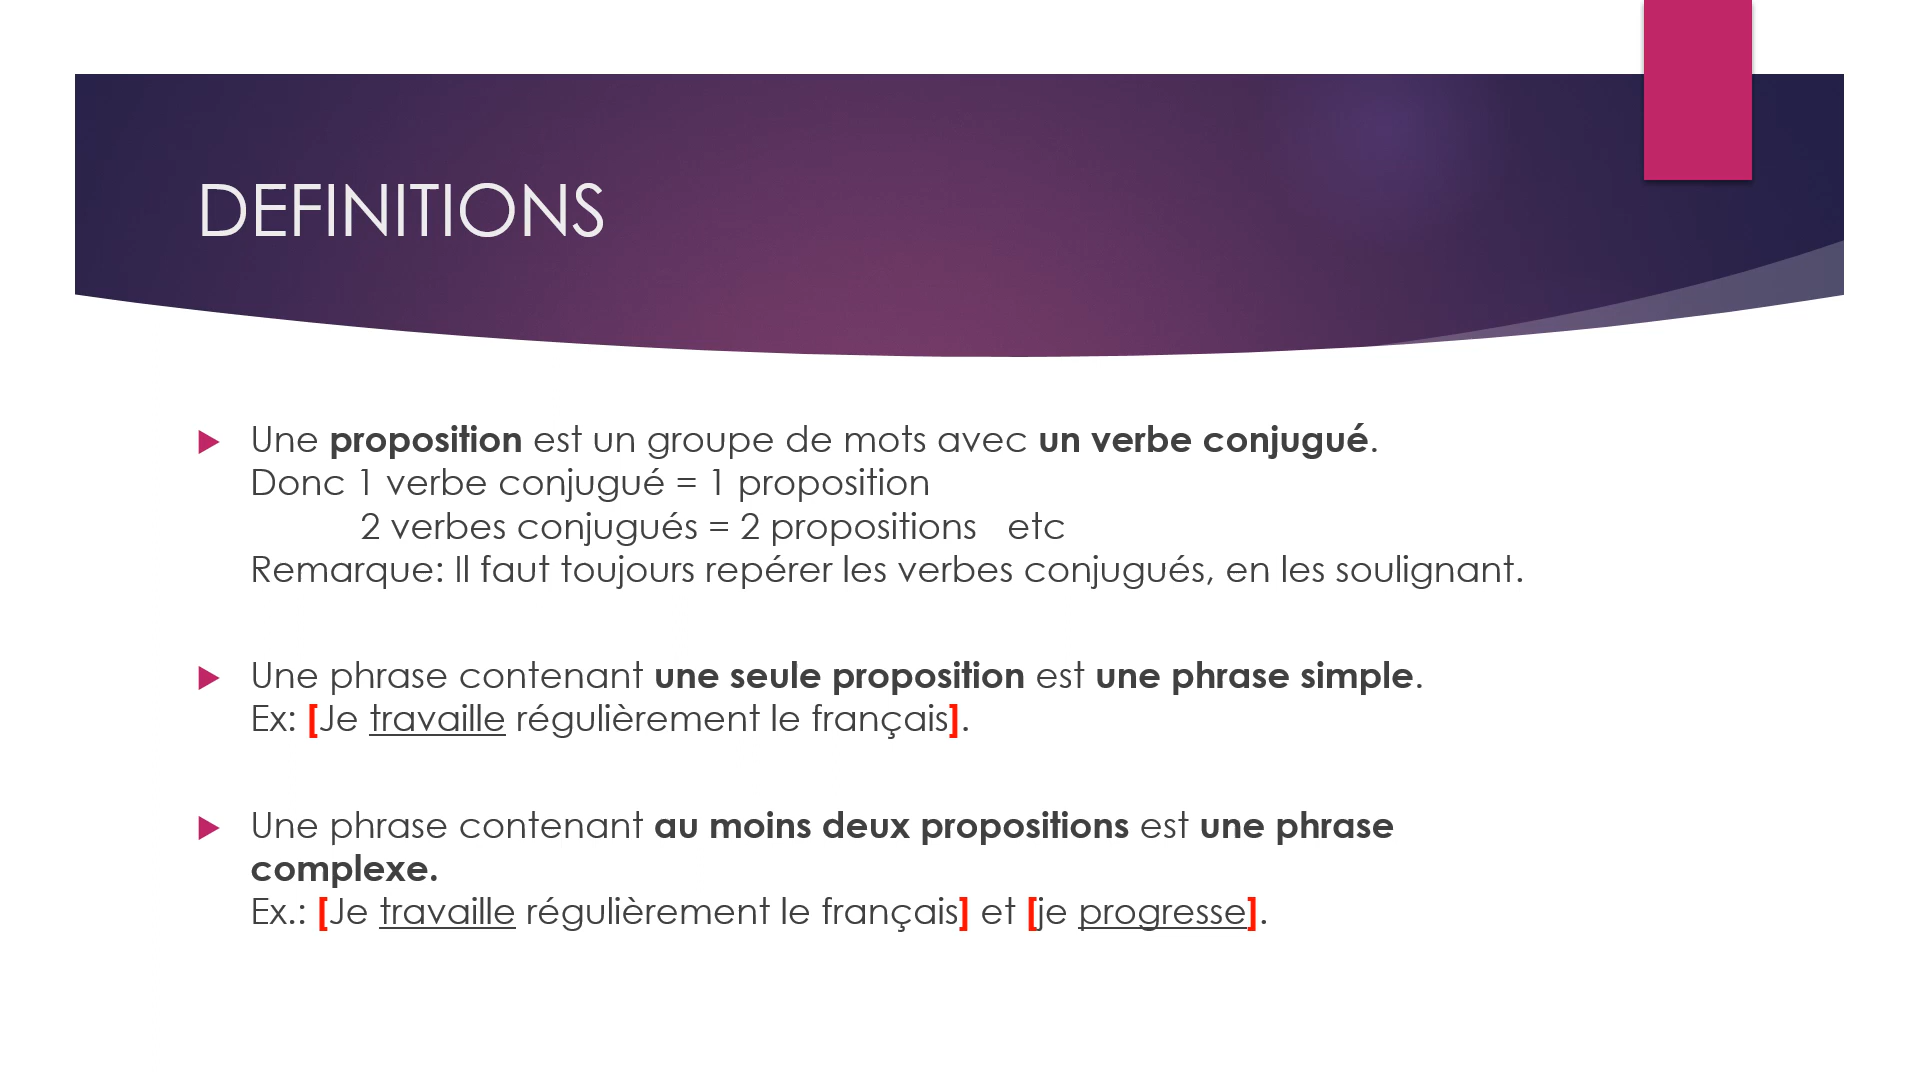 DEFINITIONS
Une proposition est un groupe de mots avec un verbe conjugué.
Donc 1 verbe conjugué = 1 proposition
2 verbes conjugués = 2 propositions etc
Remarque: Il faut toujours repérer les verbes conjugués, en les soulignant.
Une phrase contenant une seule proposition est une phrase simple.
Ex: [Je travaille régulièrement le français].
Une phrase contenant au moins deux propositions est une phrase
complexe.
Ex.: [Je travaille régulièrement le français] et [je progresse].